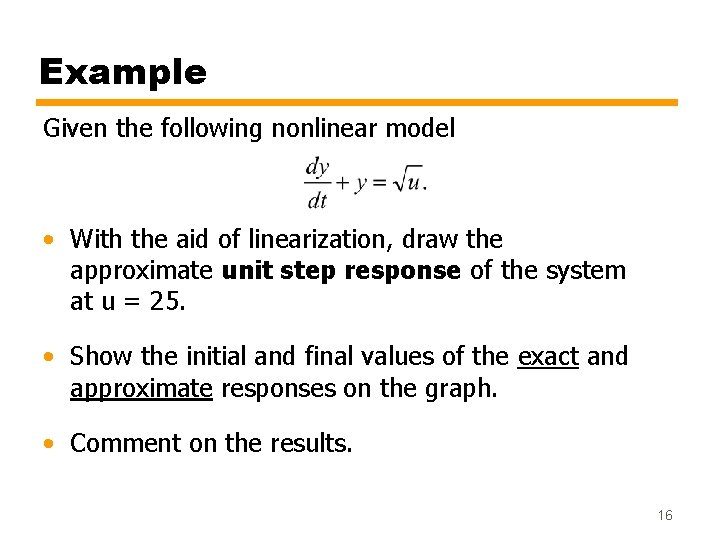 Example
Given the following nonlinear model
dy/dt + y = √u.
• With the aid of linearization, draw the
approximate unit step response of the system
at u = 25.
• Show the initial and final values of the exact and
approximate responses on the graph.
• Comment on the results.
16